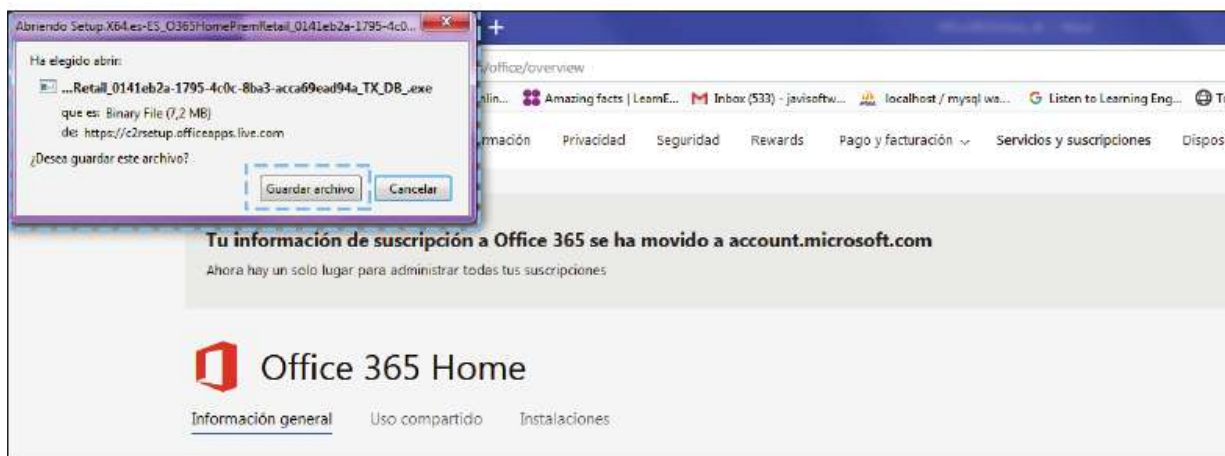 Abriendo Setup.X64.es-ES_O365HomePremRetail_0141eb2a-1795-4c0...
Ha elegido abrir:
...Retail_0141eb2a-1795-4c0c-8ba3-acca69ead94a_TX_DB_.exe
que es: Binary File (7,2 MB)
de: https://c2rsetup.officeapps.live.com
¿Desea guardar este archivo?
Guardar archivo Cancelar
/office/overview
Amazing facts | LearnE... Inbox (533) - javisoftw... localhost / mysql wa... Listen to Learning Eng...
Privacidad Seguridad Rewards Pago y facturación Servicios y suscripciones Dispos
Tu información de suscripción a Office 365 se ha movido a account.microsoft.com
Ahora hay un solo lugar para administrar todas tus suscripciones
Office 365 Home
Información general Uso compartido Instalaciones